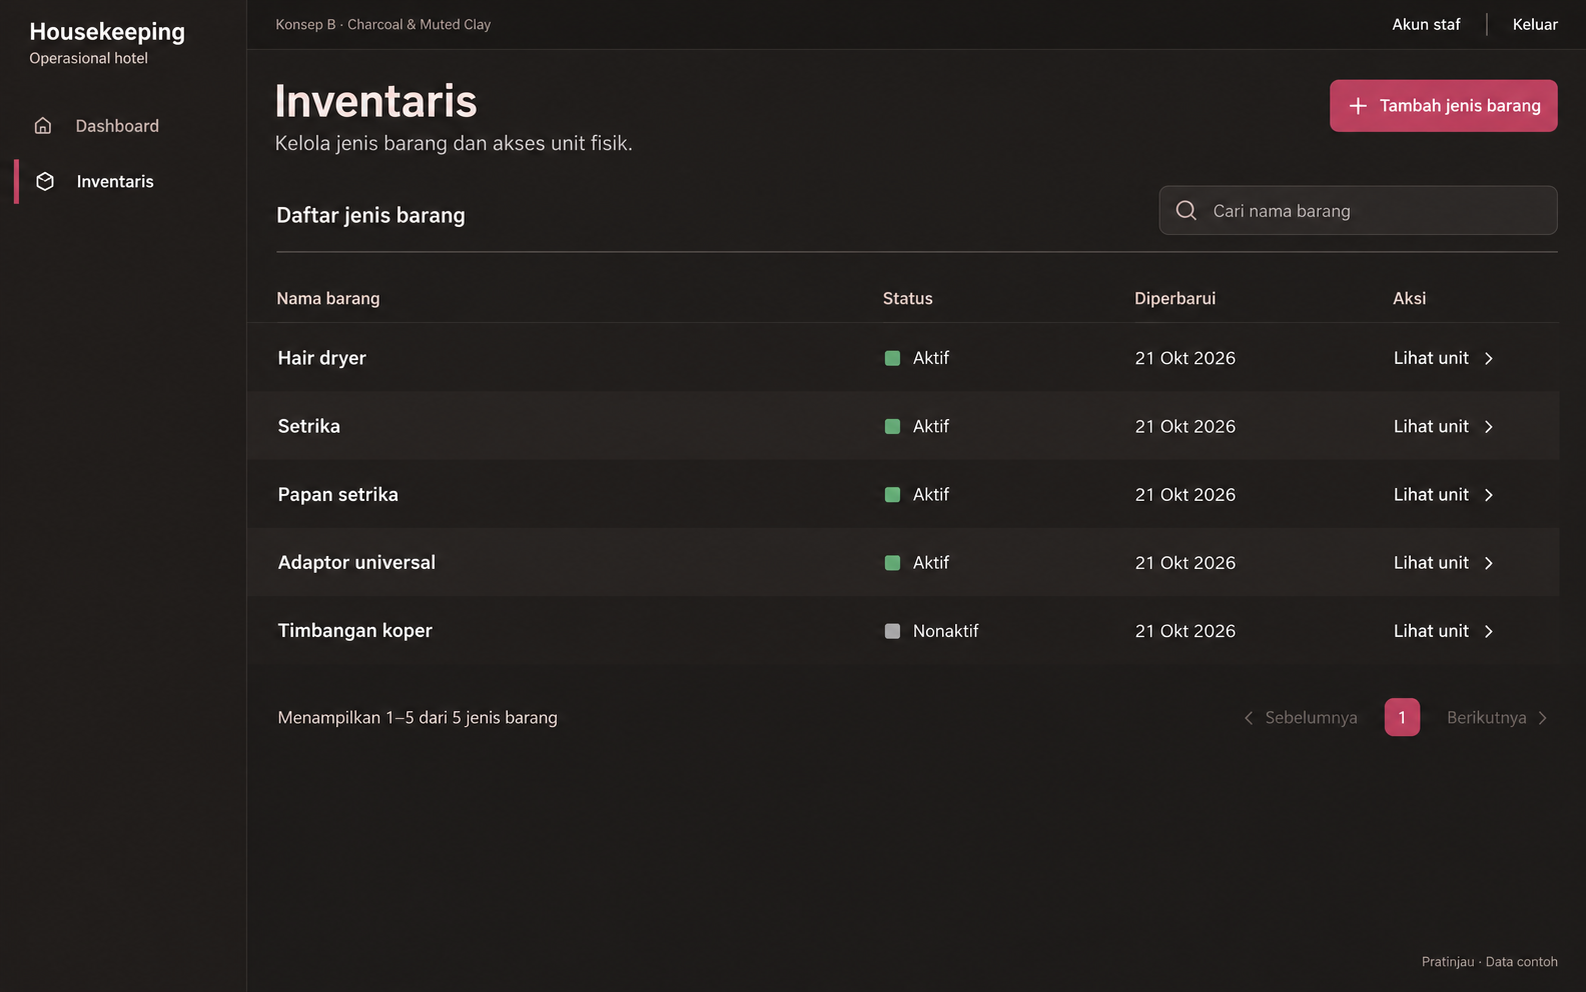 Housekeeping
Operasional hotel
Dashboard
Inventaris
Konsep B · Charcoal & Muted Clay
Akun staf
Keluar
Inventaris
Kelola jenis barang dan akses unit fisik.
Tambah jenis barang
Daftar jenis barang
Cari nama barang
Nama barang Status Diperbarui Aksi
Hair dryer Aktif 21 Okt 2026 Lihat unit
Setrika Aktif 21 Okt 2026 Lihat unit
Papan setrika Aktif 21 Okt 2026 Lihat unit
Adaptor universal Aktif 21 Okt 2026 Lihat unit
Timbangan koper Nonaktif 21 Okt 2026 Lihat unit
Menampilkan 1–5 dari 5 jenis barang
Sebelumnya 1 Berikutnya
Pratinjau · Data contoh